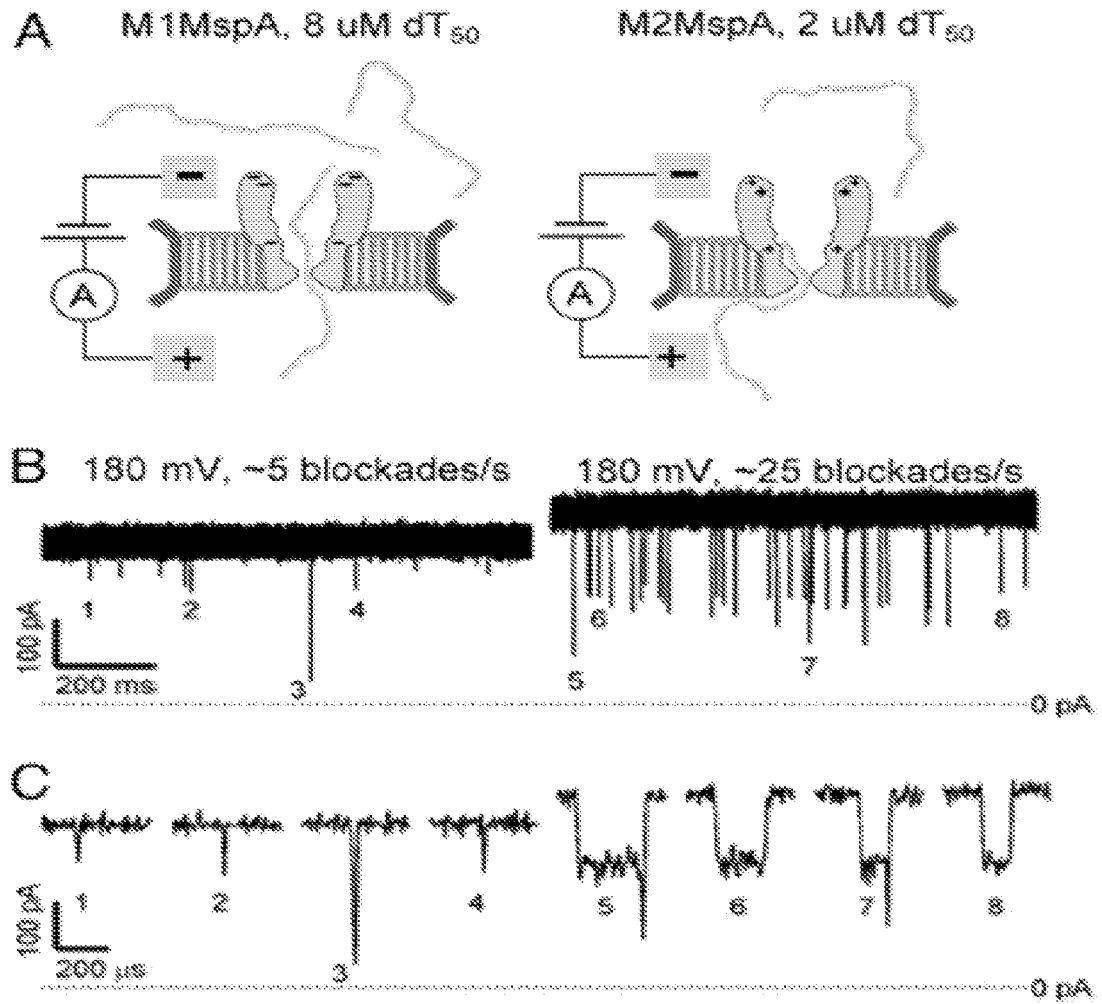 A M1MspA, 8 uM dT50 M2MspA, 2 uM dT50
− −
A A
+ +
B 180 mV, ~5 blockades/s 180 mV, ~25 blockades/s
1 2 3 4 5 6 7 8
100 pA
200 ms
0 pA
C
1 2 3 4 5 6 7 8
100 pA
200 µs
0 pA